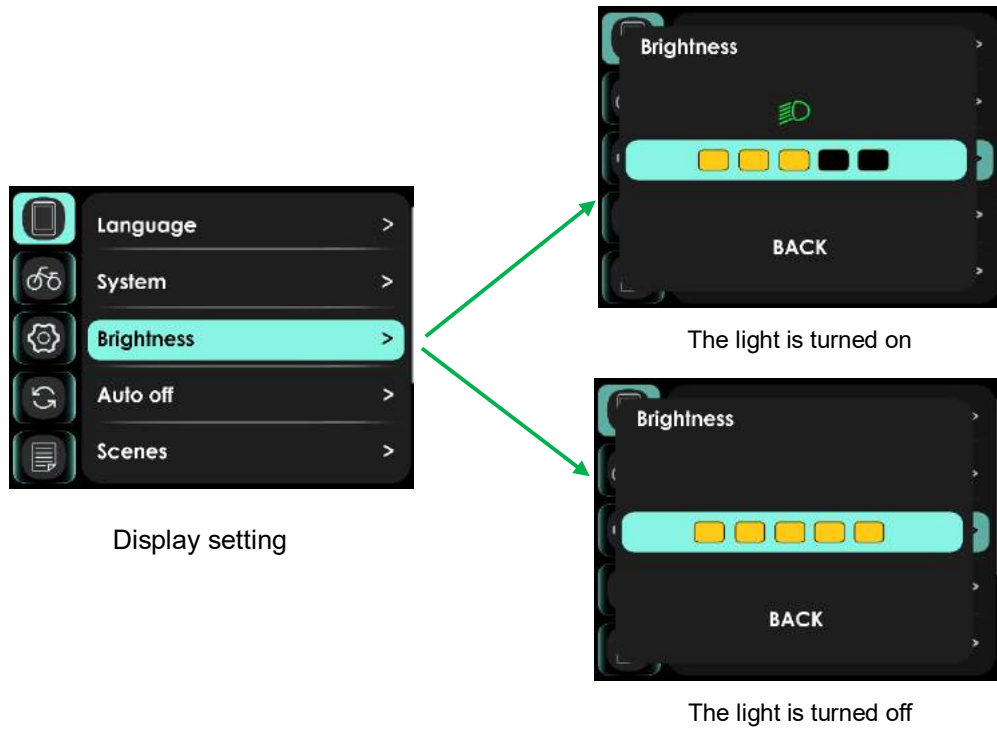 Language >
System >
Brightness >
Auto off >
Scenes >
Display setting
Brightness
BACK
The light is turned on
Brightness
BACK
The light is turned off